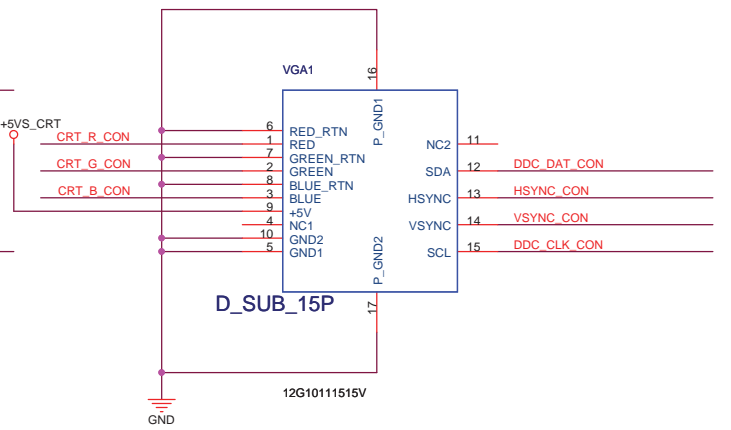 VGA1
16
P_GND1
+5VS_CRT
6 RED_RTN
CRT_R_CON 1 RED
7 GREEN_RTN
CRT_G_CON 2 GREEN
8 BLUE_RTN
CRT_B_CON 3 BLUE
9 +5V
4 NC1
10 GND2
5 GND1
NC2 11
SDA 12 DDC_DAT_CON
HSYNC 13 HSYNC_CON
VSYNC 14 VSYNC_CON
SCL 15 DDC_CLK_CON
P_GND2
17
D_SUB_15P
12G10111515V
GND